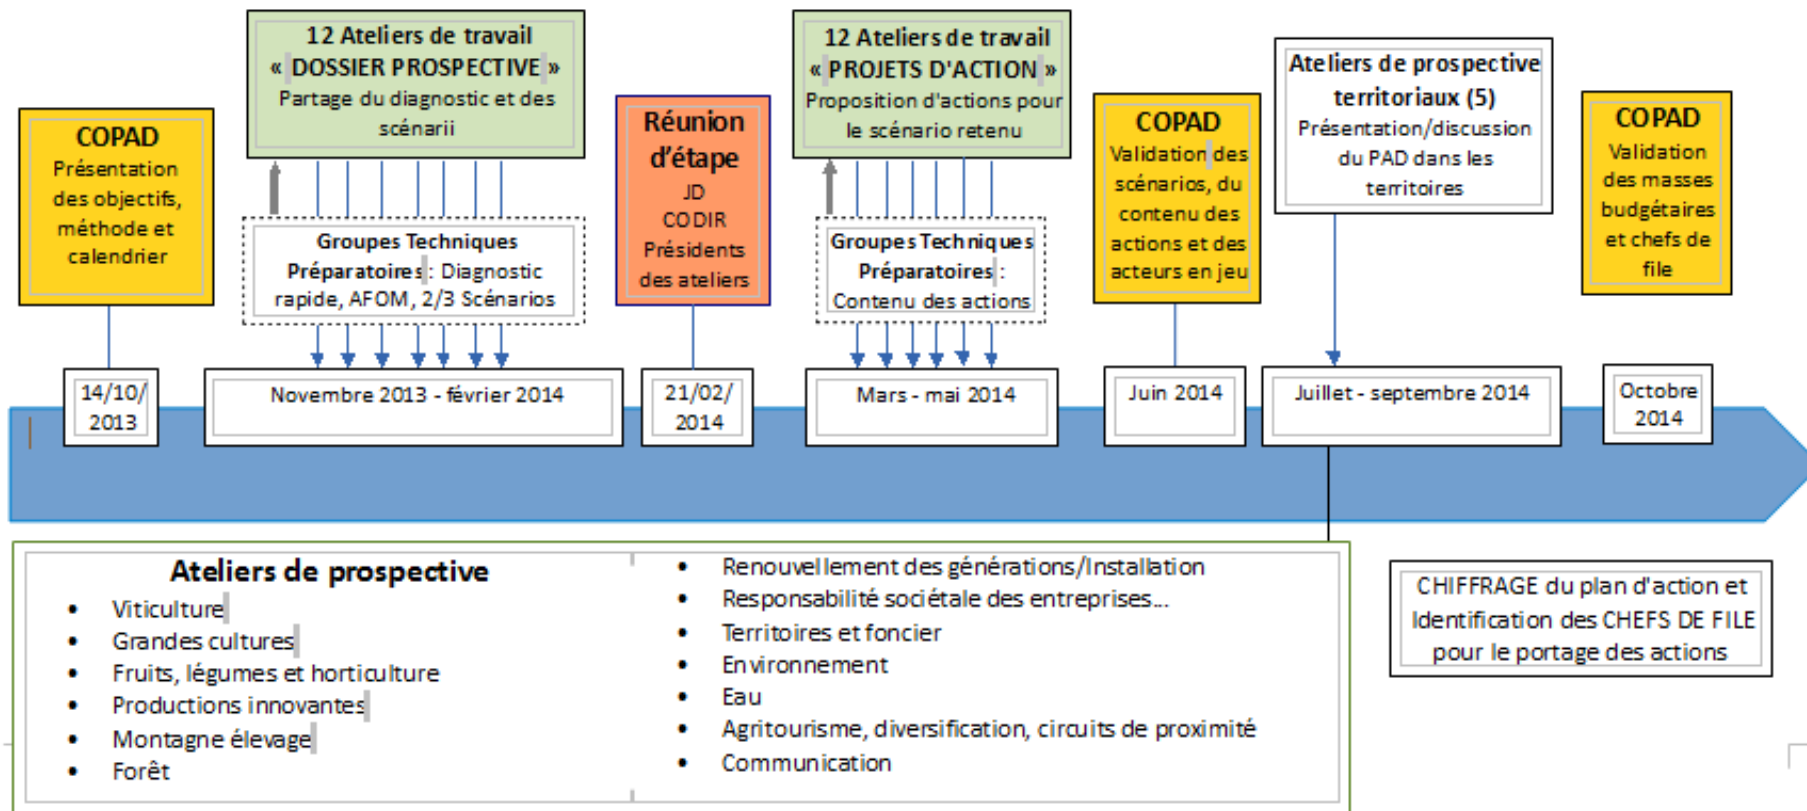 COPAD
Présentation
des objectifs,
méthode et
calendrier
12 Ateliers de travail
« DOSSIER PROSPECTIVE »
Partage du diagnostic et des
scénarii
Groupes Techniques
Préparatoires : Diagnostic
rapide, AFOM, 2/3 Scénarios
Réunion
d’étape
JD
CODIR
Présidents
des ateliers
12 Ateliers de travail
« PROJETS D'ACTION »
Proposition d'actions pour
le scénario retenu
Groupes Techniques
Préparatoires :
Contenu des actions
COPAD
Validation des
scénarios, du
contenu des
actions et des
acteurs en jeu
Ateliers de prospective
territoriaux (5)
Présentation/discussion
du PAD dans les
territoires
COPAD
Validation
des masses
budgétaires
et chefs de
file
14/10/
2013
Novembre 2013 - février 2014
21/02/
2014
Mars - mai 2014
Juin 2014
Juillet - septembre 2014
Octobre
2014
Ateliers de prospective
• Viticulture
• Grandes cultures
• Fruits, légumes et horticulture
• Productions innovantes
• Montagne élevage
• Forêt
• Renouvellement des générations/Installation
• Responsabilité sociétale des entreprises...
• Territoires et foncier
• Environnement
• Eau
• Agritourisme, diversification, circuits de proximité
• Communication
CHIFFRAGE du plan d'action et
Identification des CHEFS DE FILE
pour le portage des actions